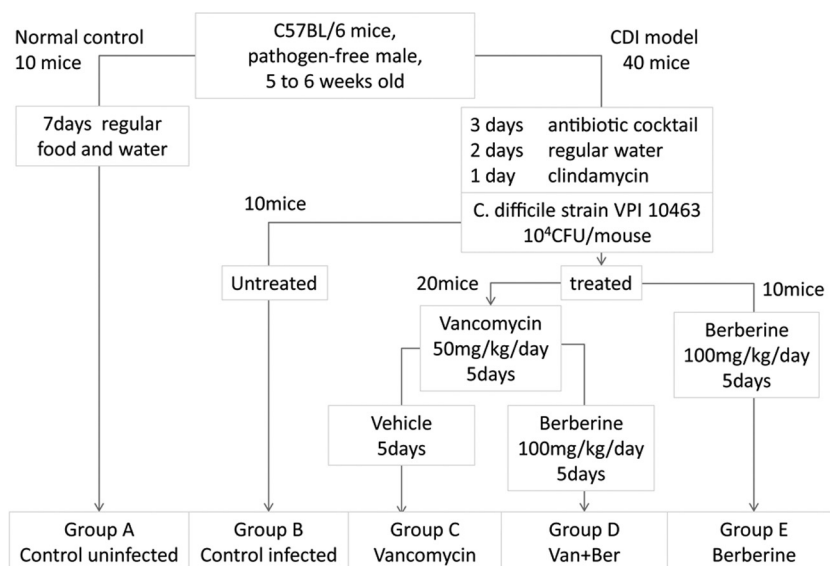 Normal control
10 mice
C57BL/6 mice,
pathogen-free male,
5 to 6 weeks old
CDI model
40 mice
7days regular
food and water
3 days antibiotic cocktail
2 days regular water
1 day clindamycin
C. difficile strain VPI 10463
10⁴CFU/mouse
10mice
Untreated
20mice
treated
10mice
Vancomycin
50mg/kg/day
5days
Berberine
100mg/kg/day
5days
Vehicle
5days
Berberine
100mg/kg/day
5days
Group A
Control uninfected
Group B
Control infected
Group C
Vancomycin
Group D
Van+Ber
Group E
Berberine